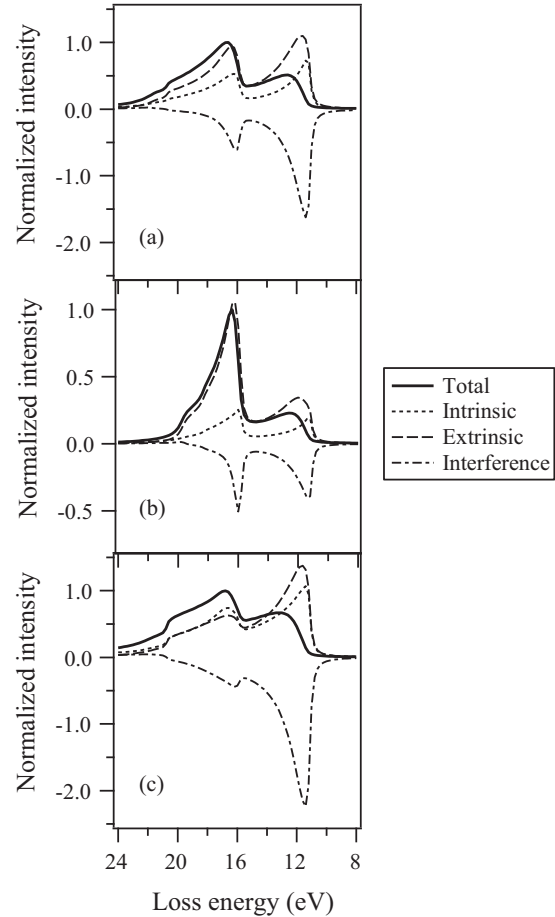 1.0
0.0
-1.0
-2.0
Normalized intensity
(a)
1.0
0.5
0.0
-0.5
Normalized intensity
(b)
Total
Intrinsic
Extrinsic
Interference
1.0
0.0
-1.0
-2.0
Normalized intensity
(c)
24 20 16 12 8
Loss energy (eV)